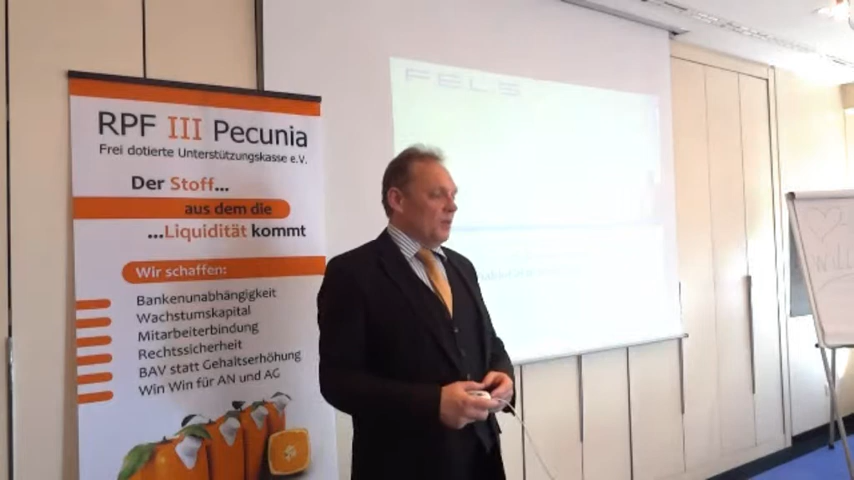 RPF III Pecunia
Frei dotierte Unterstützungskasse e.V.
Der Stoff...
aus dem die
...Liquidität kommt
Wir schaffen:
Bankenunabhängigkeit
Wachstumskapital
Mitarbeiterbindung
Rechtssicherheit
BAV statt Gehaltserhöhung
Win Win für AN und AG
FELS